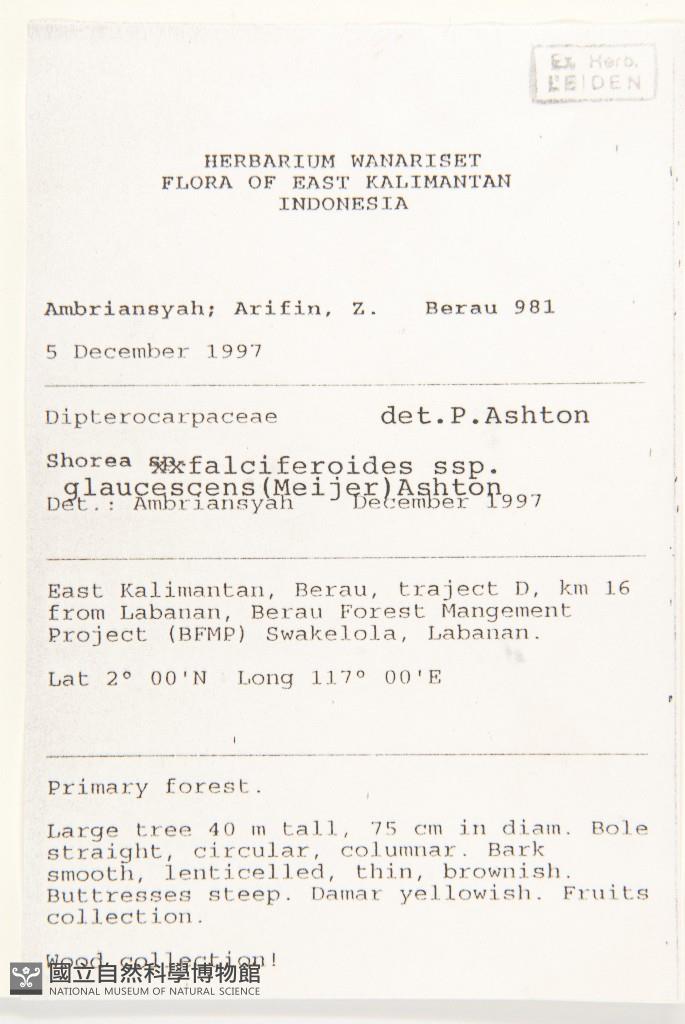 Ex Herb.
LEIDEN
HERBARIUM WANARISET
FLORA OF EAST KALIMANTAN
INDONESIA
Ambriansyah; Arifin, Z. Berau 981
5 December 1997
Dipterocarpaceae det.P.Ashton
Shorea sp. xxfalciferoides ssp.
glaucescens(Meijer)Ashton
Det.: Ambriansyah December 1997
East Kalimantan, Berau, traject D, km 16
from Labanan, Berau Forest Mangement
Project (BFMP) Swakelola, Labanan.
Lat 2° 00'N Long 117° 00'E
Primary forest.
Large tree 40 m tall, 75 cm in diam. Bole
straight, circular, columnar. Bark
smooth, lenticelled, thin, brownish.
Buttresses steep. Damar yellowish. Fruits
collection.
Wood collection!
國立自然科學博物館
NATIONAL MUSEUM OF NATURAL SCIENCE